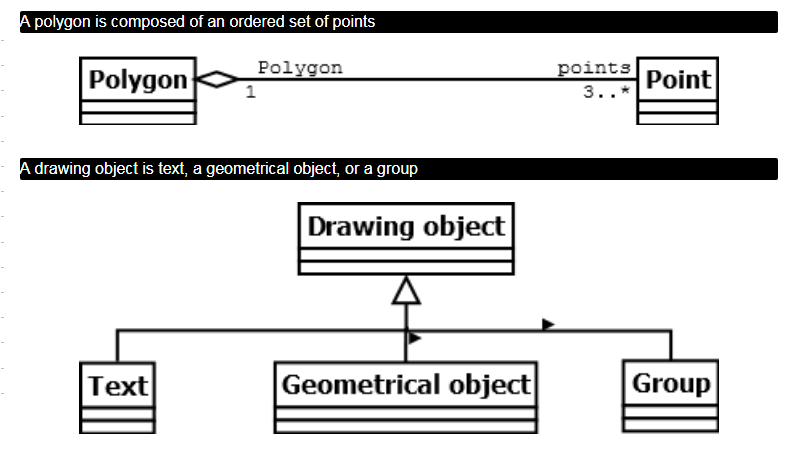 A polygon is composed of an ordered set of points
Polygon points
Polygon Point
1 3..*
A drawing object is text, a geometrical object, or a group
Drawing object
Text Geometrical object Group